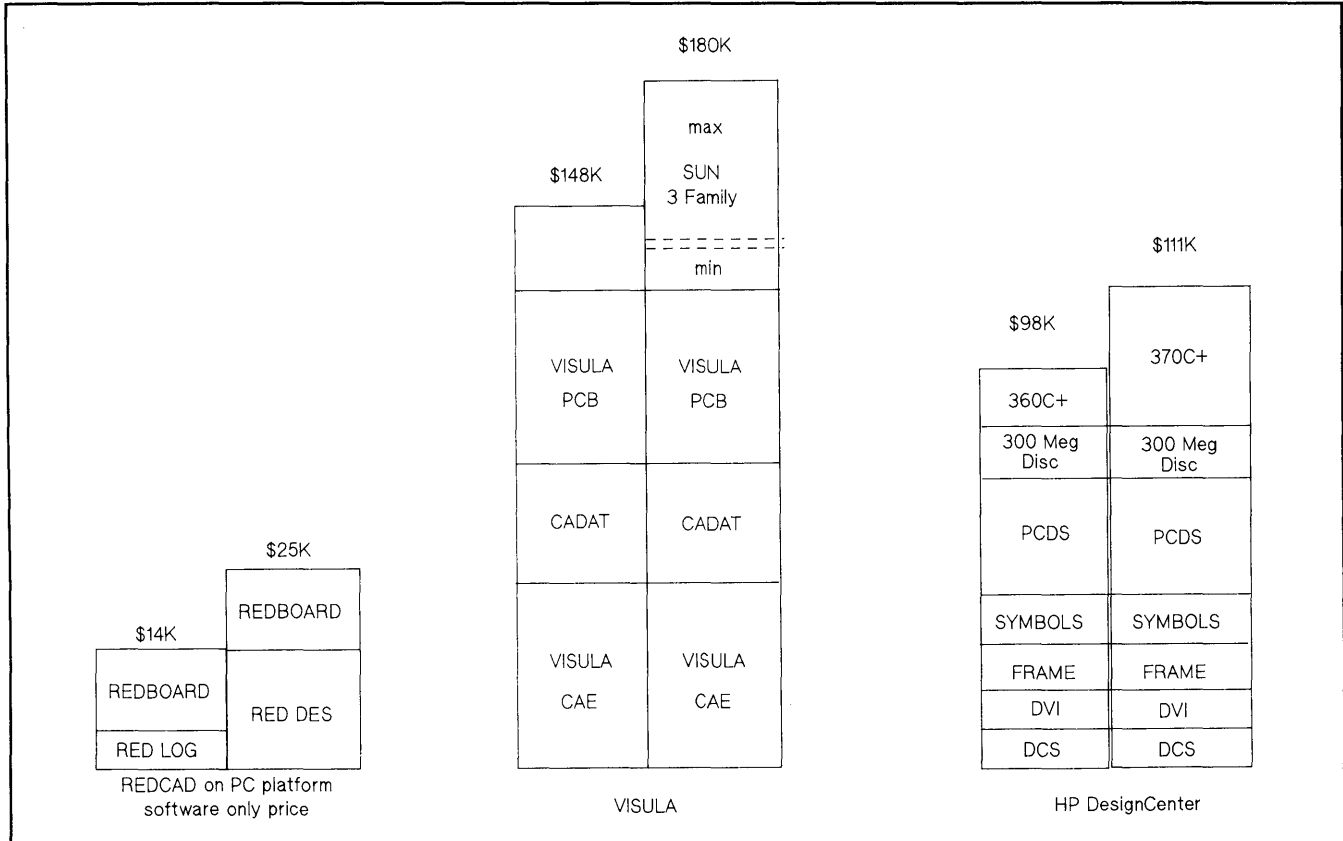 $14K
REDBOARD
RED LOG
$25K
REDBOARD
RED DES
REDCAD on PC platform
software only price
$148K
VISULA
PCB
CADAT
VISULA
CAE
$180K
max
SUN
3 Family
min
VISULA
PCB
CADAT
VISULA
CAE
VISULA
$98K
360C+
300 Meg
Disc
PCDS
SYMBOLS
FRAME
DVI
DCS
$111K
370C+
300 Meg
Disc
PCDS
SYMBOLS
FRAME
DVI
DCS
HP DesignCenter